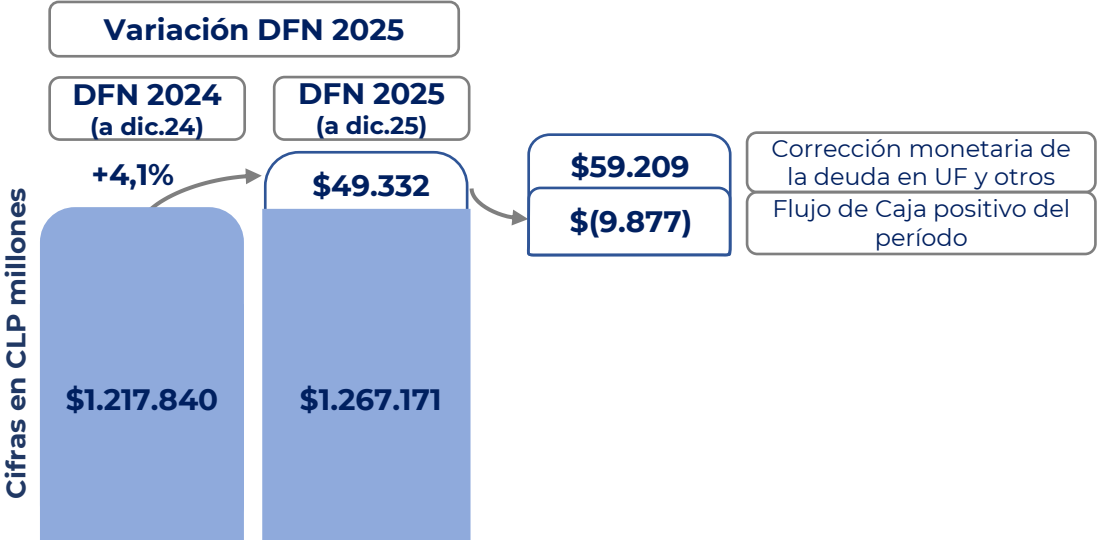 Variación DFN 2025
DFN 2024
(a dic.24)
DFN 2025
(a dic.25)
+4,1%
$49.332
$59.209
Corrección monetaria de
la deuda en UF y otros
$(9.877)
Flujo de Caja positivo del
período
Cifras en CLP millones
$1.217.840
$1.267.171